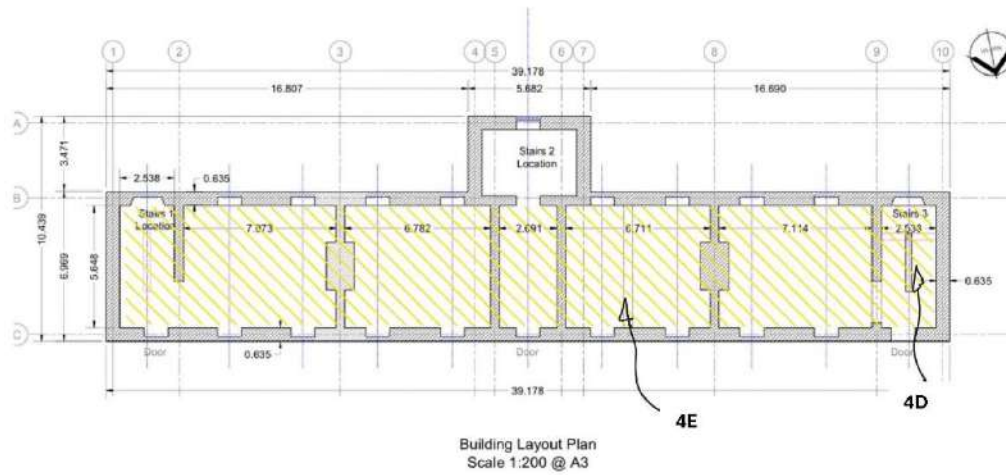 1 2 3 4 5 6 7 8 9 10
39.178
16.807 5.682 16.690
A
3.471
Stairs 2
Location
2.538 0.635
B
Stairs 1
Location
Stairs 3
7.073 6.782 2.691 6.711 7.114 2.533
10.439
6.969
5.648
0.635
C
Door Door Door
0.635
39.178
4E
4D
Building Layout Plan
Scale 1:200 @ A3